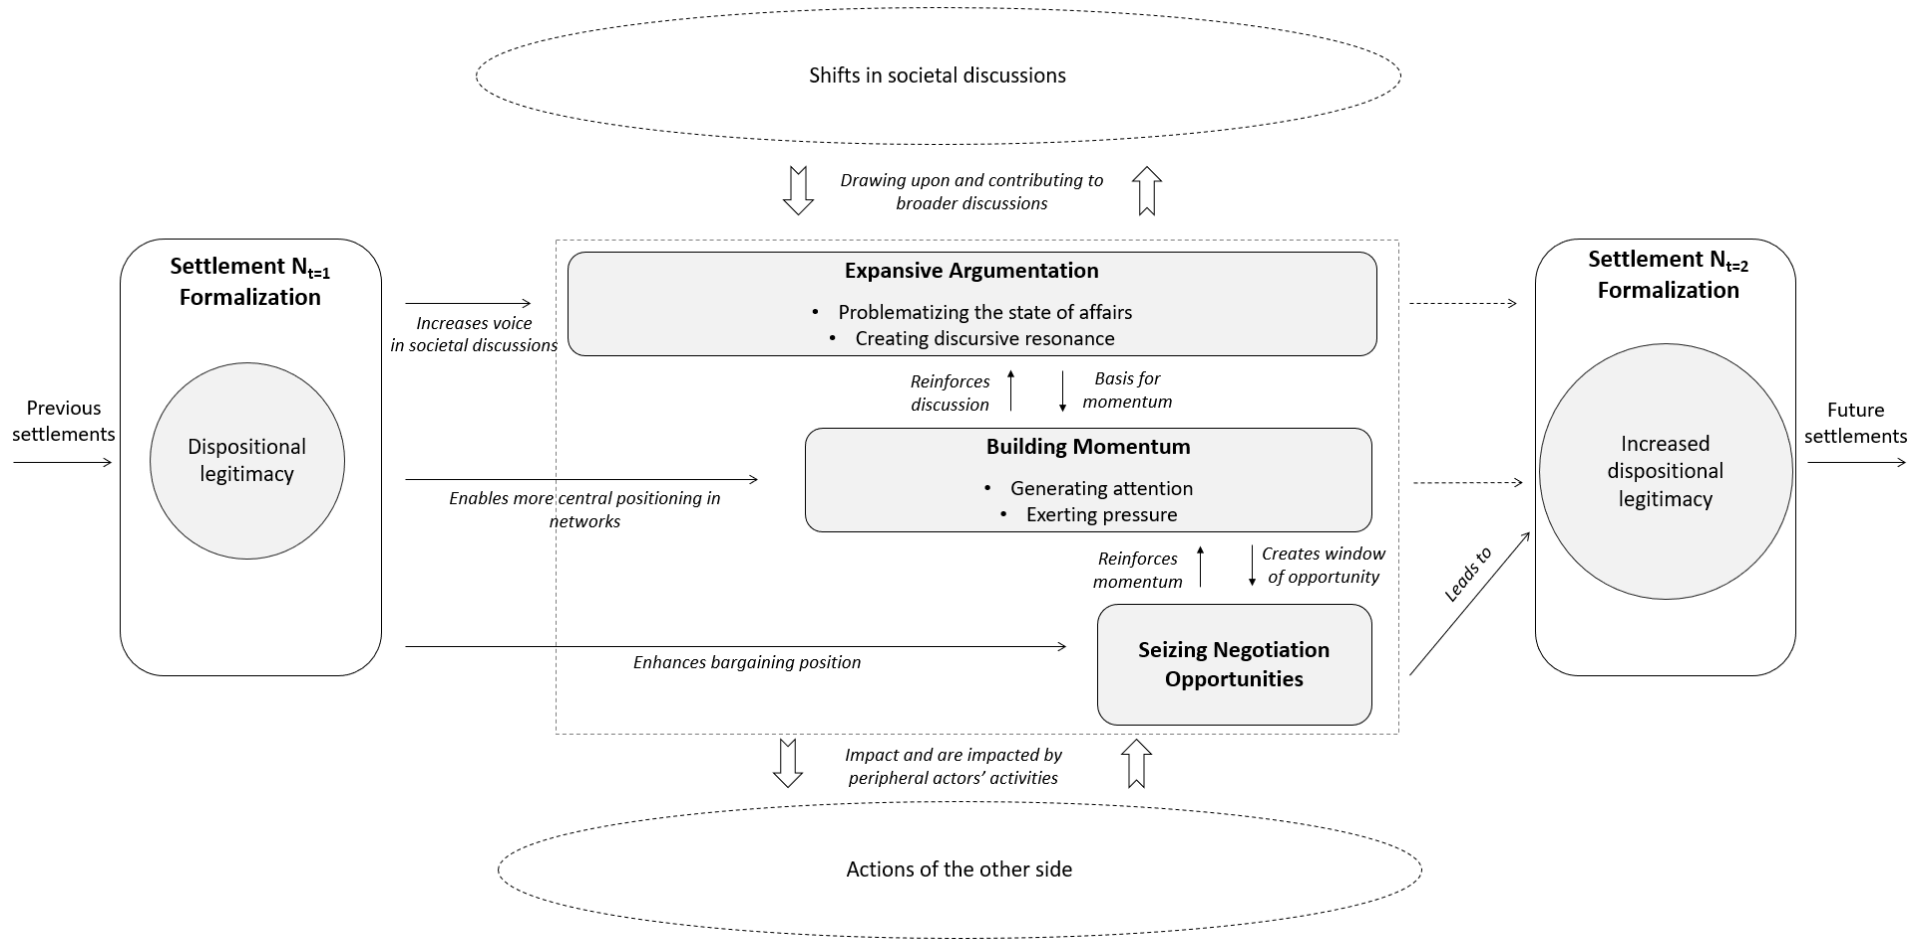 Shifts in societal discussions
Drawing upon and contributing to
broader discussions
Settlement Nt=1
Formalization
Dispositional
legitimacy
Previous
settlements
Increases voice
in societal discussions
Enables more central positioning in
networks
Enhances bargaining position
Expansive Argumentation
• Problematizing the state of affairs
• Creating discursive resonance
Reinforces
discussion
Basis for
momentum
Building Momentum
• Generating attention
• Exerting pressure
Reinforces
momentum
Creates window
of opportunity
Seizing Negotiation
Opportunities
Leads to
Settlement Nt=2
Formalization
Increased
dispositional
legitimacy
Future
settlements
Impact and are impacted by
peripheral actors’ activities
Actions of the other side